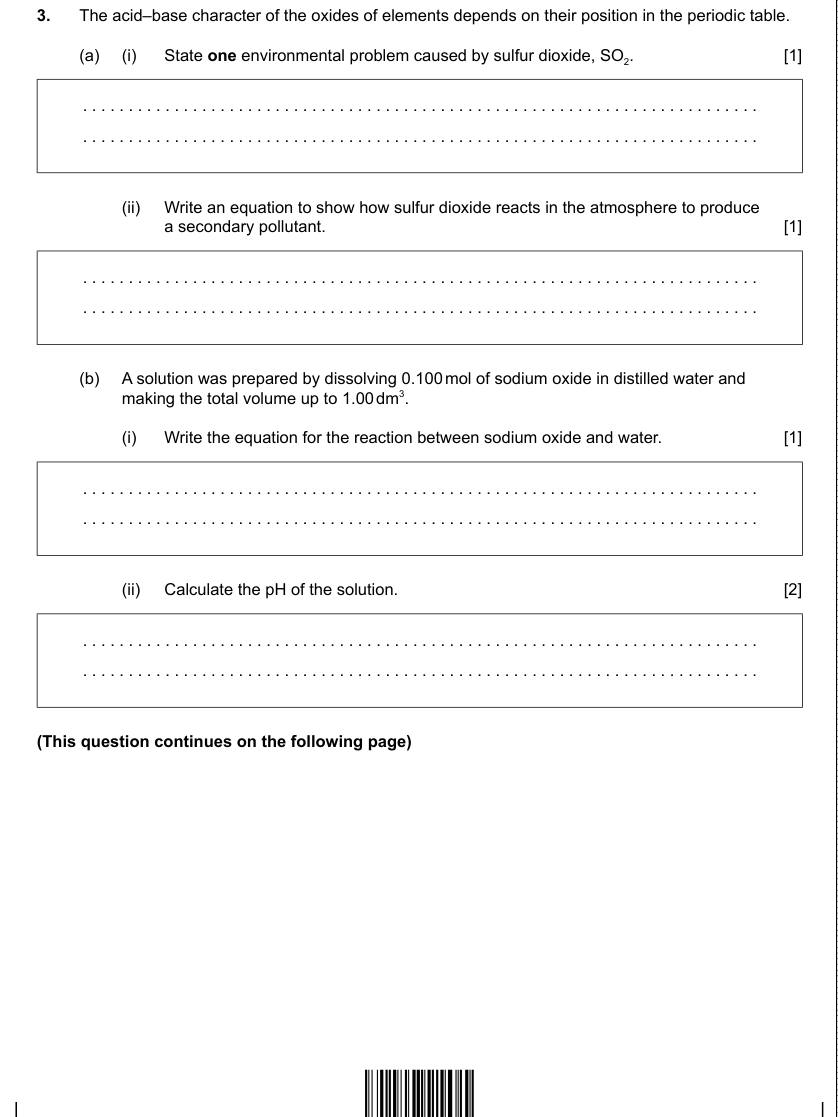 3. The acid–base character of the oxides of elements depends on their position in the periodic table.
(a) (i) State one environmental problem caused by sulfur dioxide, SO₂. [1]
(ii) Write an equation to show how sulfur dioxide reacts in the atmosphere to produce
a secondary pollutant. [1]
(b) A solution was prepared by dissolving 0.100 mol of sodium oxide in distilled water and
making the total volume up to 1.00 dm³.
(i) Write the equation for the reaction between sodium oxide and water. [1]
(ii) Calculate the pH of the solution. [2]
(This question continues on the following page)